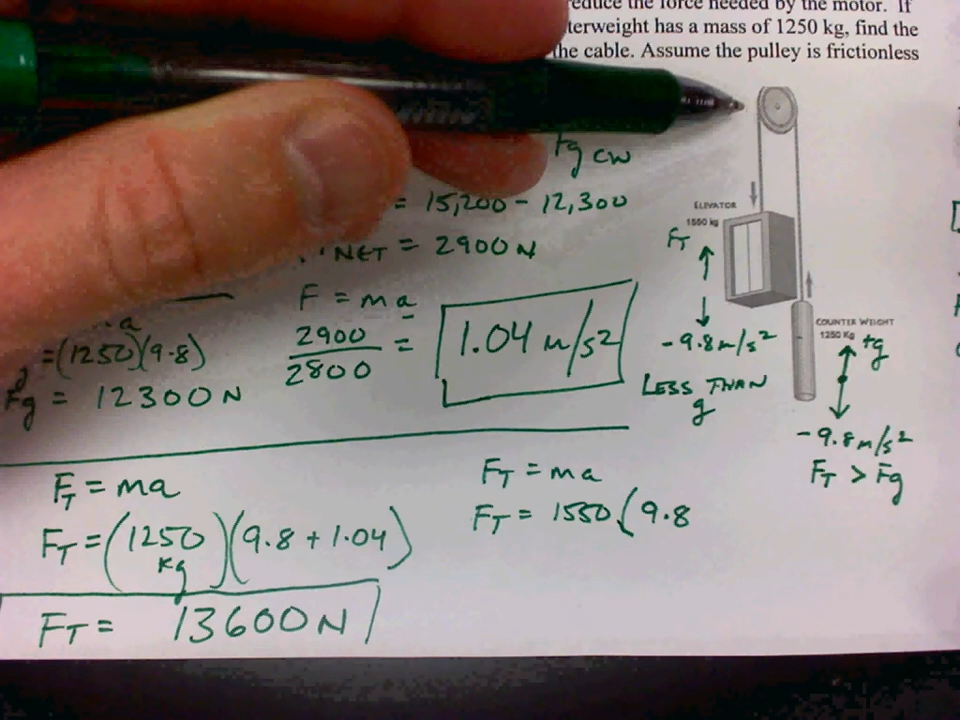 educe the force needed by the motor. If
terweight has a mass of 1250 kg, find the
the cable. Assume the pulley is frictionless
Fg cw
= 15,200 - 12,300
NET = 2900 N
F = ma
2900
2800
= 1.04 m/s²
ma
=(1250)(9.8)
Fg = 12300 N
ELEVATOR
1550 kg
FT
-9.8 m/s²
LESS THAN
g
COUNTER WEIGHT
1250 Kg
-9.8 m/s²
FT > Fg
FT = ma
FT = (1250 kg)(9.8 + 1.04)
FT = 13600 N
FT = ma
FT = 1550 (9.8